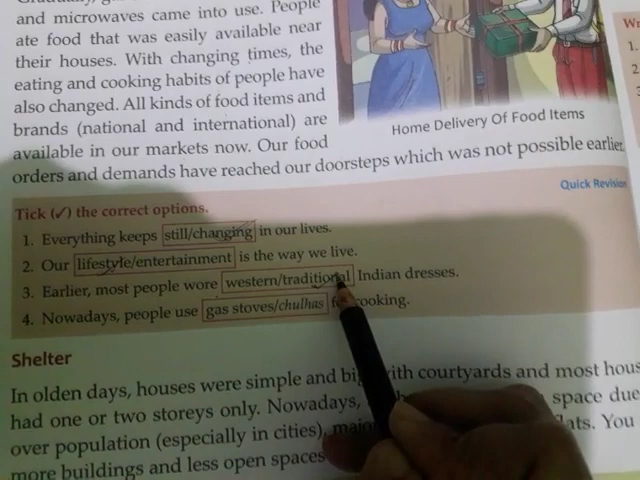 and microwaves came into use. People
ate food that was easily available near
their houses. With changing times, the
eating and cooking habits of people have
also changed. All kinds of food items and
brands (national and international) are
available in our markets now. Our food
orders and demands have reached our doorsteps which was not possible earlier.
Home Delivery Of Food Items
Quick Revision
Tick (✓) the correct options.
1. Everything keeps still/changing in our lives.
2. Our lifestyle/entertainment is the way we live.
3. Earlier, most people wore western/traditional Indian dresses.
4. Nowadays, people use gas stoves/chulhas cooking.
Shelter
In olden days, houses were simple and with courtyards and most
had one or two storeys only. Nowadays, space due
over population (especially in cities), You
more buildings and less open spaces
1.
2.